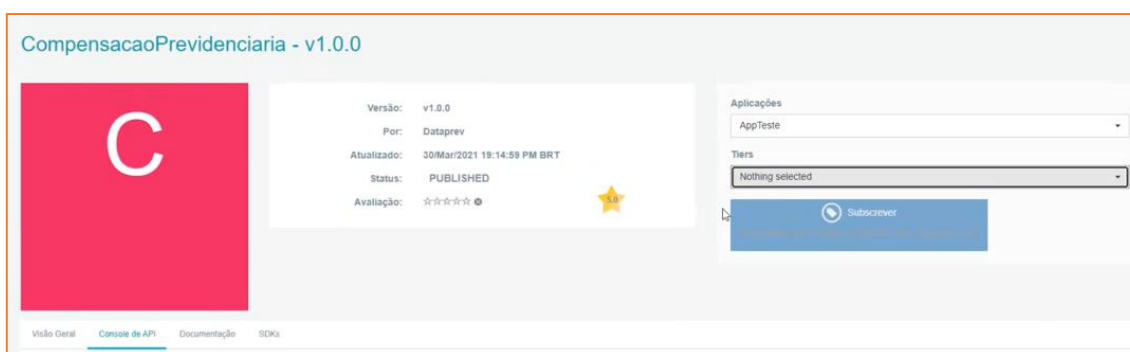 CompensacaoPrevidenciaria - v1.0.0
C
Versão: v1.0.0
Por: Dataprev
Atualizado: 30/Mar/2021 19:14:59 PM BRT
Status: PUBLISHED
Avaliação:
5.0
Aplicações
AppTeste
Tiers
Nothing selected
Subscrever
Visão Geral Console de API Documentação SDKs